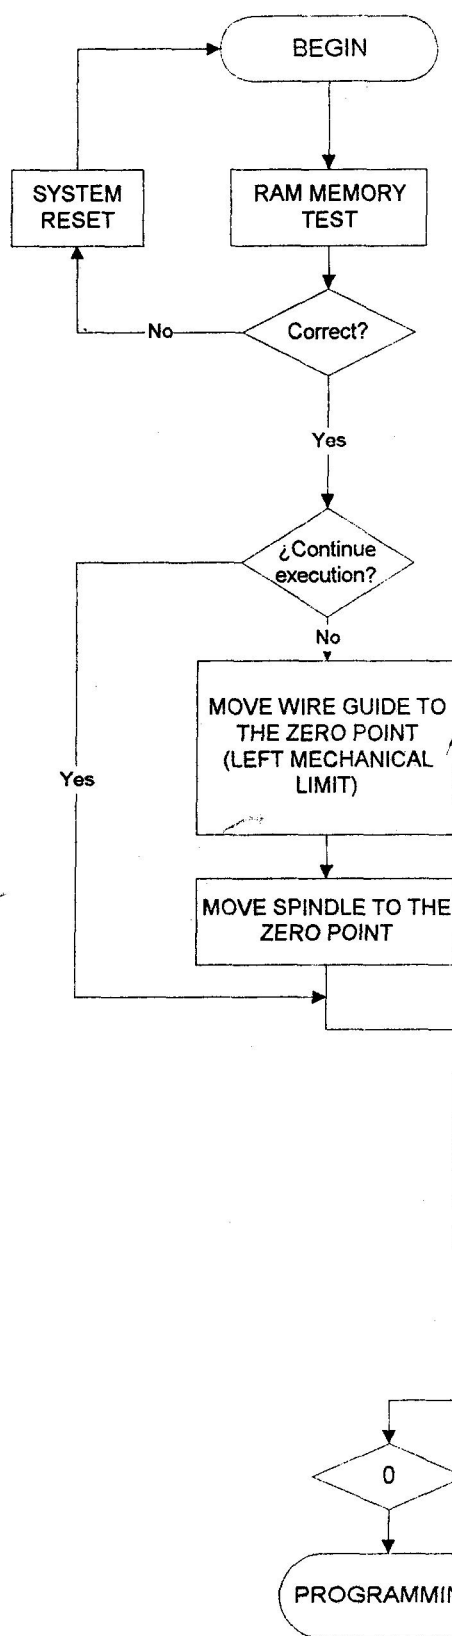 BEGIN
SYSTEM
RESET
RAM MEMORY
TEST
No
Correct?
Yes
¿Continue
execution?
No
MOVE WIRE GUIDE TO
THE ZERO POINT
(LEFT MECHANICAL
LIMIT)
Yes
MOVE SPINDLE TO THE
ZERO POINT
0
PROGRAMMIN